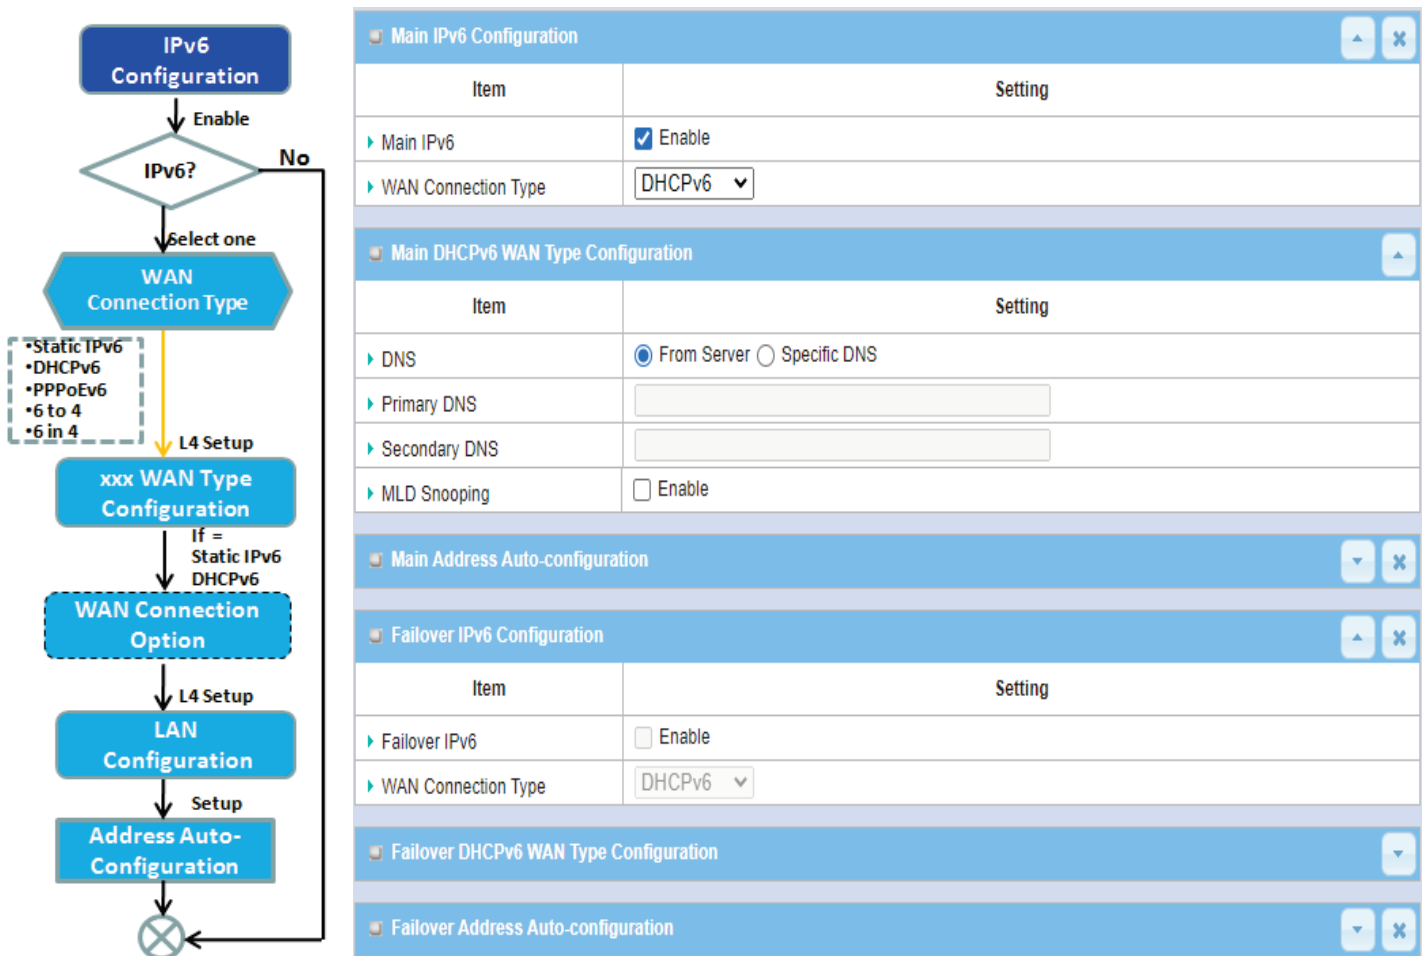 IPv6
Configuration
Enable
IPv6?
No
Select one
WAN
Connection Type
•Static IPv6
•DHCPv6
•PPPoEv6
•6 to 4
•6 in 4
L4 Setup
xxx WAN Type
Configuration
If =
Static IPv6
DHCPv6
WAN Connection
Option
L4 Setup
LAN
Configuration
Setup
Address Auto-
Configuration
Main IPv6 Configuration
Item Setting
Main IPv6 Enable
WAN Connection Type DHCPv6
Main DHCPv6 WAN Type Configuration
Item Setting
DNS From Server Specific DNS
Primary DNS
Secondary DNS
MLD Snooping Enable
Main Address Auto-configuration
Failover IPv6 Configuration
Item Setting
Failover IPv6 Enable
WAN Connection Type DHCPv6
Failover DHCPv6 WAN Type Configuration
Failover Address Auto-configuration